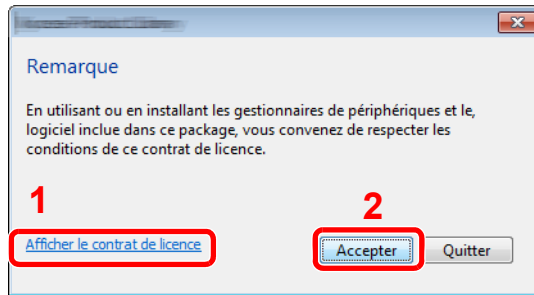 Remarque
En utilisant ou en installant les gestionnaires de périphériques et le,
logiciel inclue dans ce package, vous convenez de respecter les
conditions de ce contrat de licence.
1
2
Afficher le contrat de licence
Accepter
Quitter